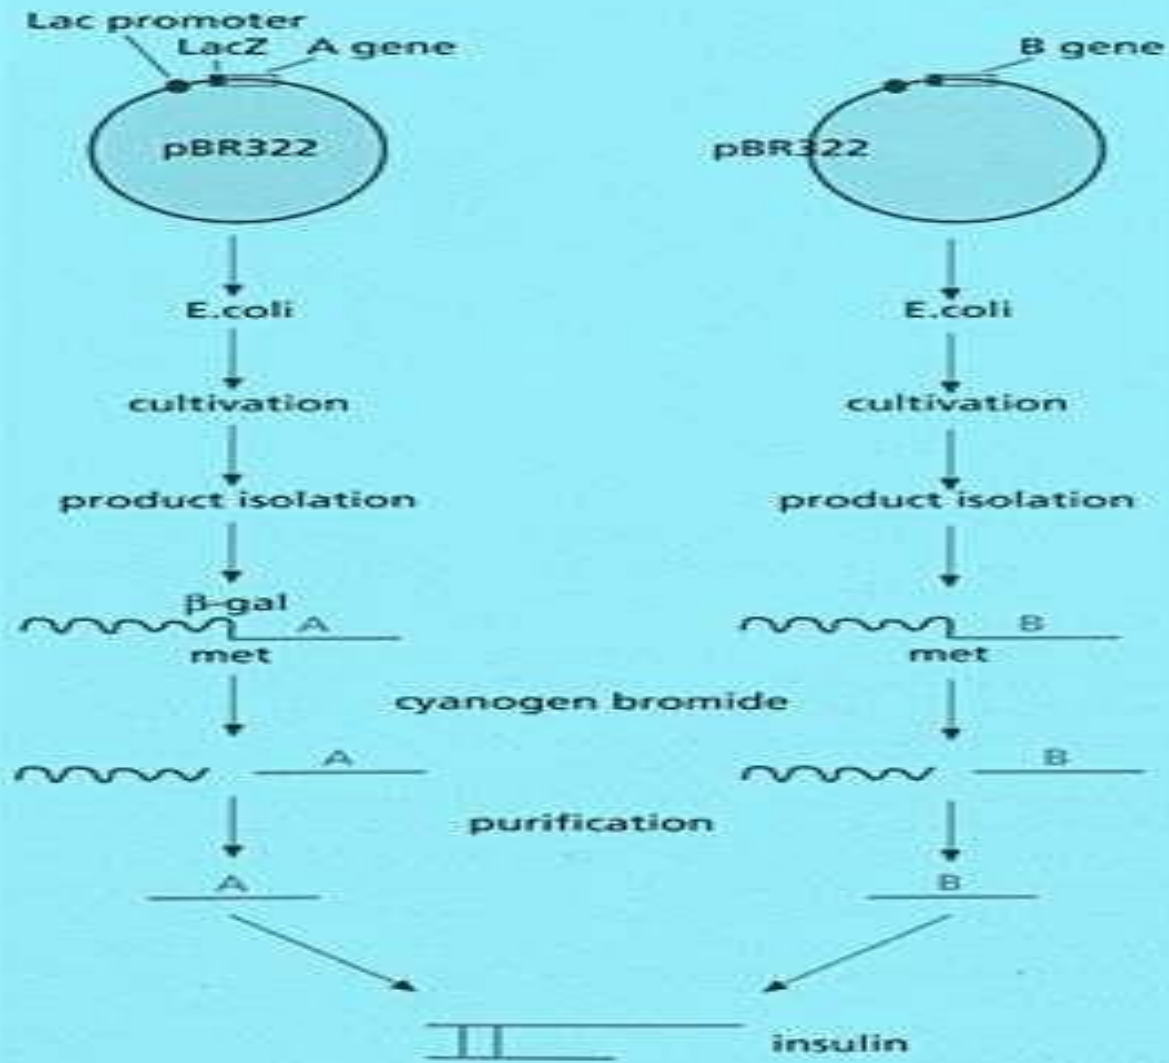 Lac promoter
LacZ A gene
B gene
pBR322
pBR322
E.coli
E.coli
cultivation
cultivation
product isolation
product isolation
β-gal
A
B
met
met
cyanogen bromide
A
B
purification
A
B
insulin